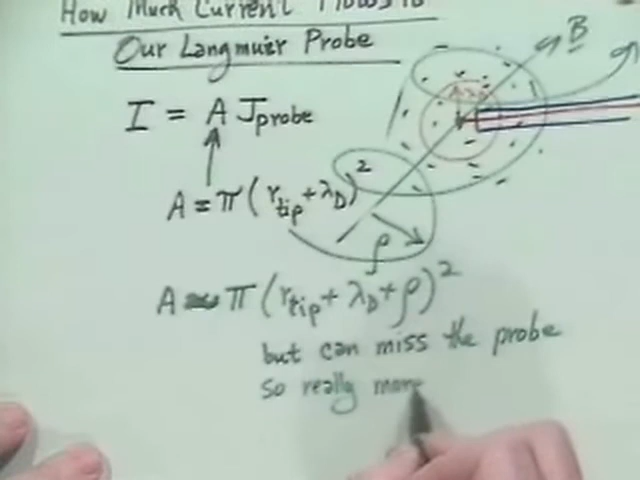 How Much Current Flows to
Our Langmuir Probe
I = A Jprobe
A = π(rtip+λD)²
ρ
A ≈ π(rtip + λD + ρ)²
but can miss the probe
so really more
B